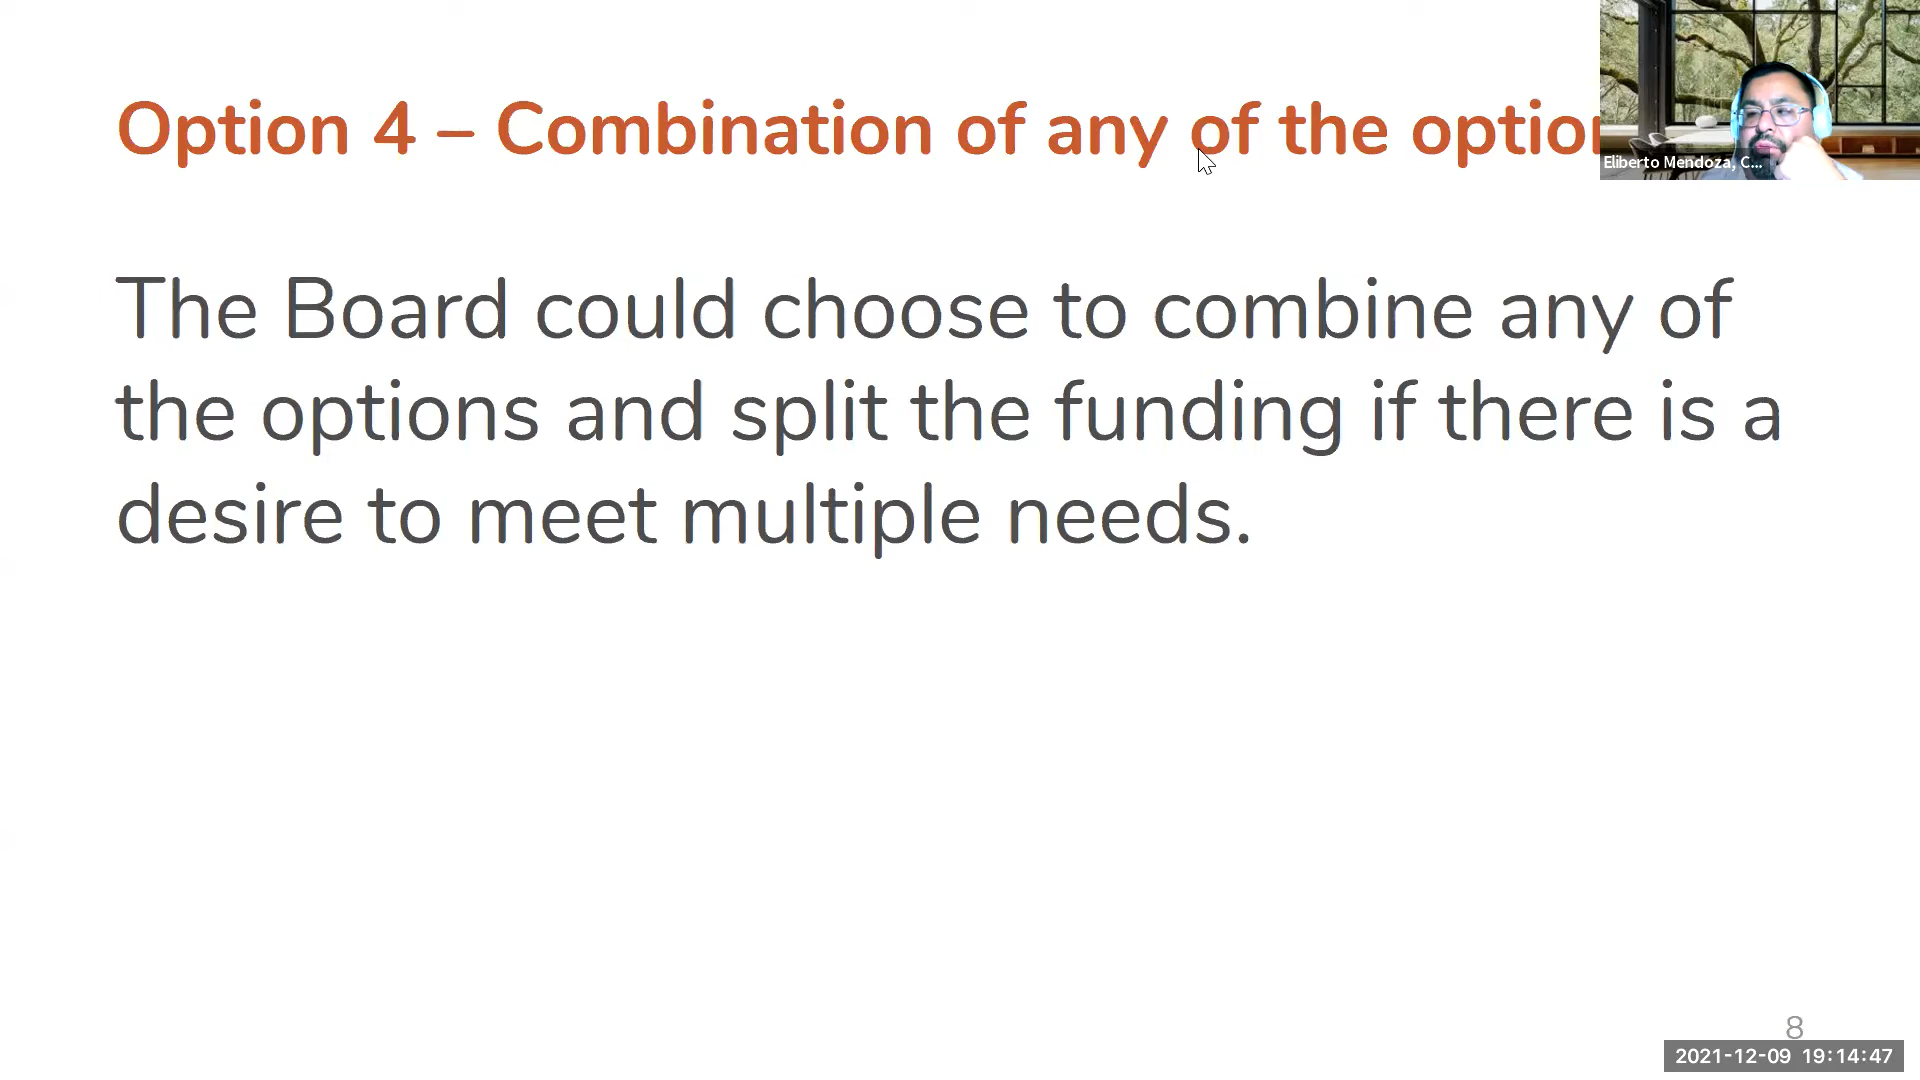 Option 4 – Combination of any of the option
Eliberto Mendoza, C...
The Board could choose to combine any of
the options and split the funding if there is a
desire to meet multiple needs.
8
2021-12-09 19:14:47